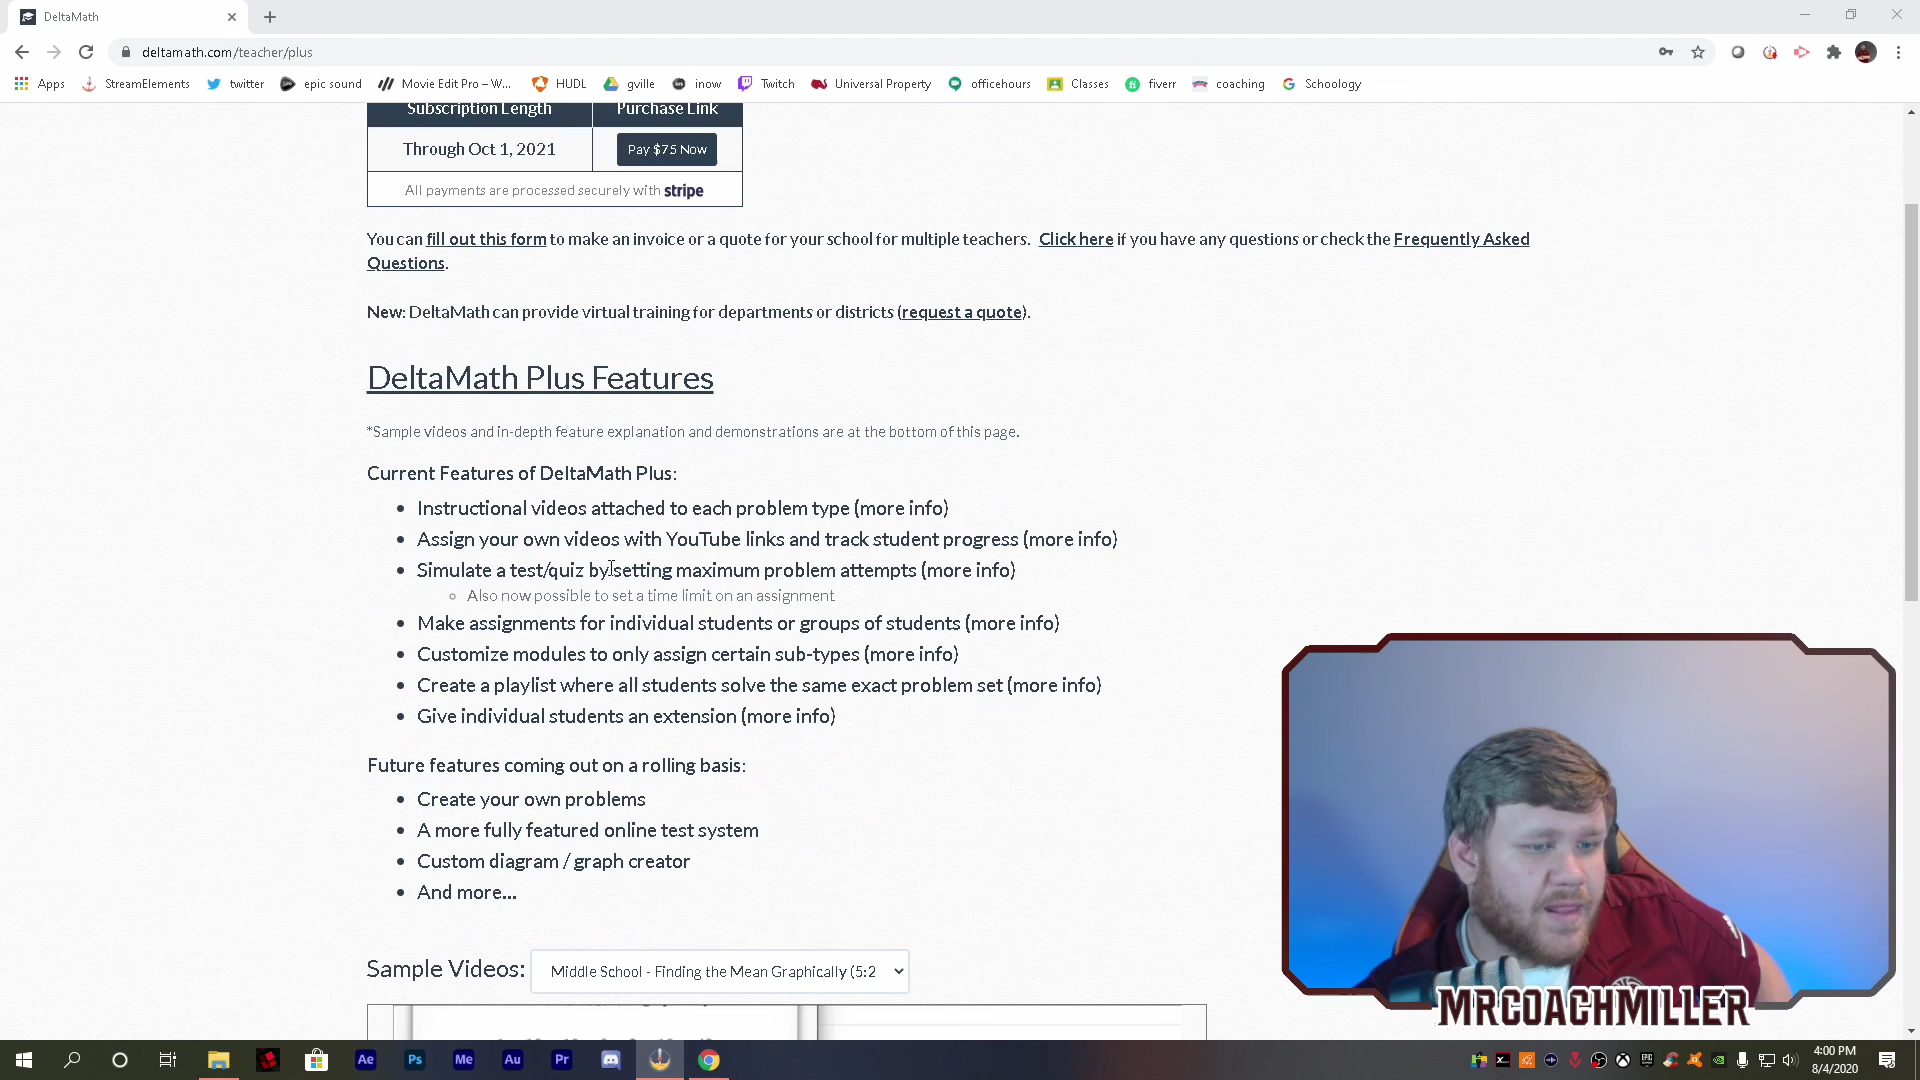 DeltaMath
deltamath.com/teacher/plus
Apps StreamElements twitter epic sound Movie Edit Pro – W... HUDL gville inow Twitch Universal Property officehours Classes fiverr coaching Schoology
Subscription Length Purchase Link
Through Oct 1, 2021 Pay $75 Now
All payments are processed securely with stripe
You can fill out this form to make an invoice or a quote for your school for multiple teachers. Click here if you have any questions or check the Frequently Asked
Questions.
New: DeltaMath can provide virtual training for departments or districts (request a quote).
DeltaMath Plus Features
*Sample videos and in-depth feature explanation and demonstrations are at the bottom of this page.
Current Features of DeltaMath Plus:
Instructional videos attached to each problem type (more info)
Assign your own videos with YouTube links and track student progress (more info)
Simulate a test/quiz by setting maximum problem attempts (more info)
Also now possible to set a time limit on an assignment
Make assignments for individual students or groups of students (more info)
Customize modules to only assign certain sub-types (more info)
Create a playlist where all students solve the same exact problem set (more info)
Give individual students an extension (more info)
Future features coming out on a rolling basis:
Create your own problems
A more fully featured online test system
Custom diagram / graph creator
And more...
Sample Videos: Middle School - Finding the Mean Graphically (5:2
MRCOACHMILLER
Ae Ps Me Au Pr
4:00 PM
8/4/2020